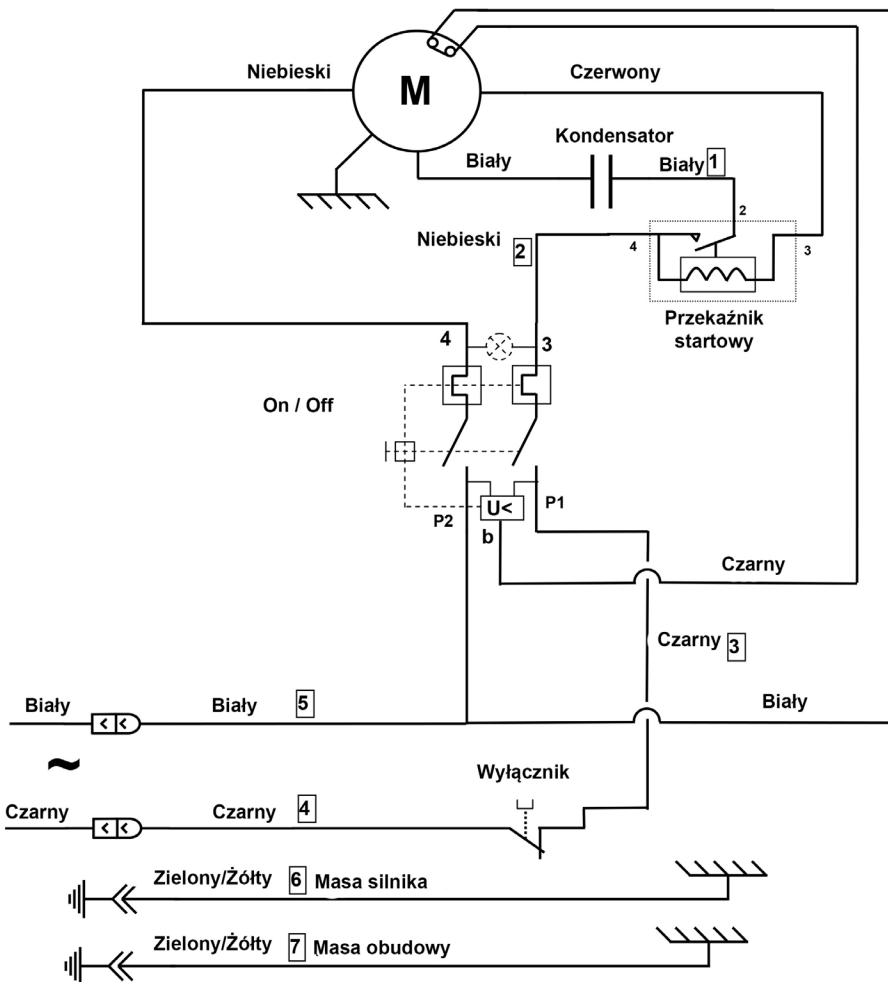 Niebieski
M
Czerwony
Kondensator
Biały
Biały 1
2
Niebieski 2
4
3
Przekaźnik
startowy
4
3
On / Off
U<
P1
P2
b
Czarny
Czarny 3
Biały
Biały 5
Biały
~
Wyłącznik
Czarny
Czarny 4
Zielony/Żółty 6 Masa silnika
Zielony/Żółty 7 Masa obudowy